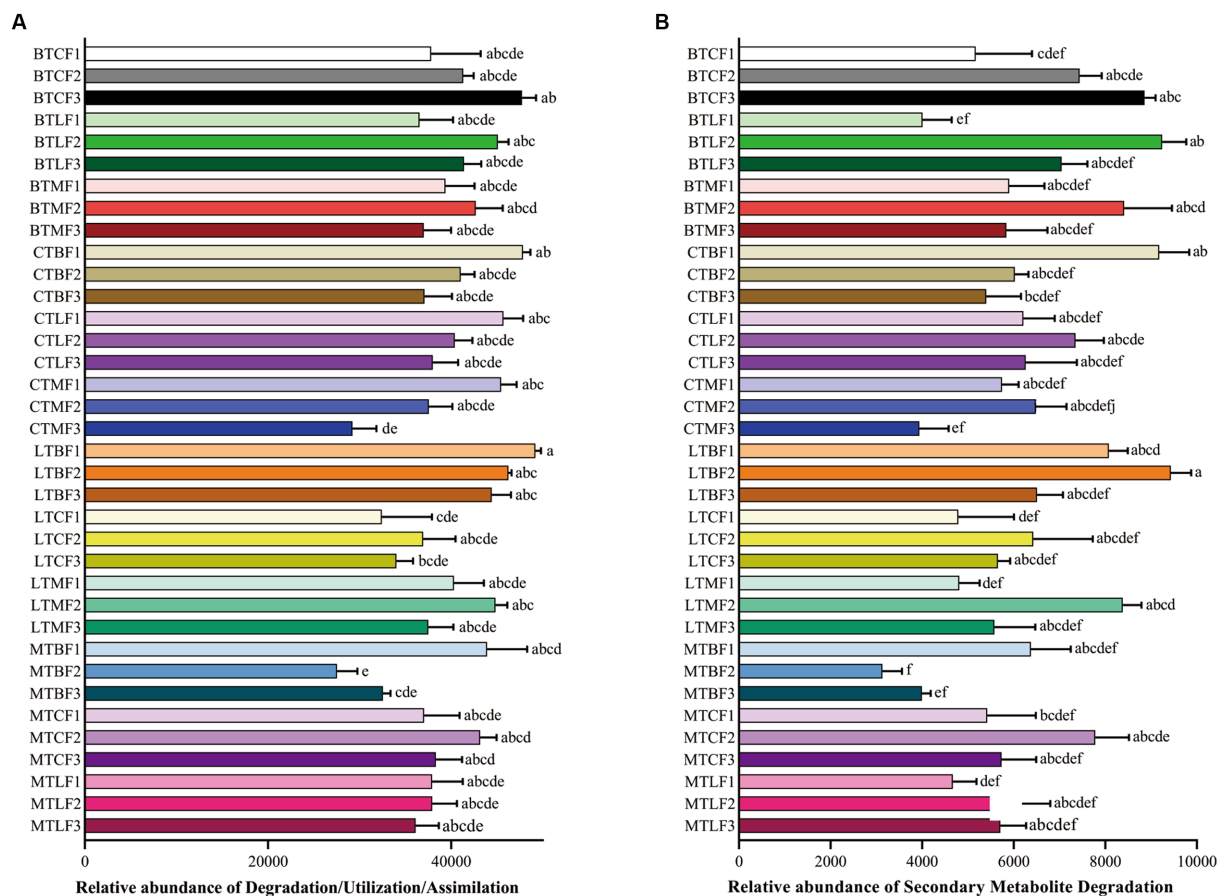 A
BTCF1 abcde
BTCF2 abcde
BTCF3 ab
BTLF1 abcde
BTLF2 abc
BTLF3 abcde
BTMF1 abcde
BTMF2 abcd
BTMF3 abcde
CTBF1 ab
CTBF2 abcde
CTBF3 abcde
CTLF1 abc
CTLF2 abcde
CTLF3 abcde
CTMF1 abc
CTMF2 abcde
CTMF3 de
LTBF1 a
LTBF2 abc
LTBF3 abc
LTCF1 cde
LTCF2 abcde
LTCF3 bcde
LTMF1 abcde
LTMF2 abc
LTMF3 abcde
MTBF1 abcd
MTBF2 e
MTBF3 cde
MTCF1 abcde
MTCF2 abcd
MTCF3 abcd
MTLF1 abcde
MTLF2 abcde
MTLF3 abcde
0 20000 40000
Relative abundance of Degradation/Utilization/Assimilation
B
BTCF1 cdef
BTCF2 abcde
BTCF3 abc
BTLF1 ef
BTLF2 ab
BTLF3 abcdef
BTMF1 abcdef
BTMF2 abcd
BTMF3 abcdef
CTBF1 ab
CTBF2 abcdef
CTBF3 bcdef
CTLF1 abcdef
CTLF2 abcde
CTLF3 abcdef
CTMF1 abcdef
CTMF2 abcdefj
CTMF3 ef
LTBF1 abcd
LTBF2 a
LTBF3 abcdef
LTCF1 def
LTCF2 abcdef
LTCF3 abcdef
LTMF1 def
LTMF2 abcd
LTMF3 abcdef
MTBF1 abcdef
MTBF2 f
MTBF3 ef
MTCF1 bcdef
MTCF2 abcde
MTCF3 abcdef
MTLF1 def
MTLF2 abcdef
MTLF3 abcdef
0 2000 4000 6000 8000 10000
Relative abundance of Secondary Metabolite Degradation